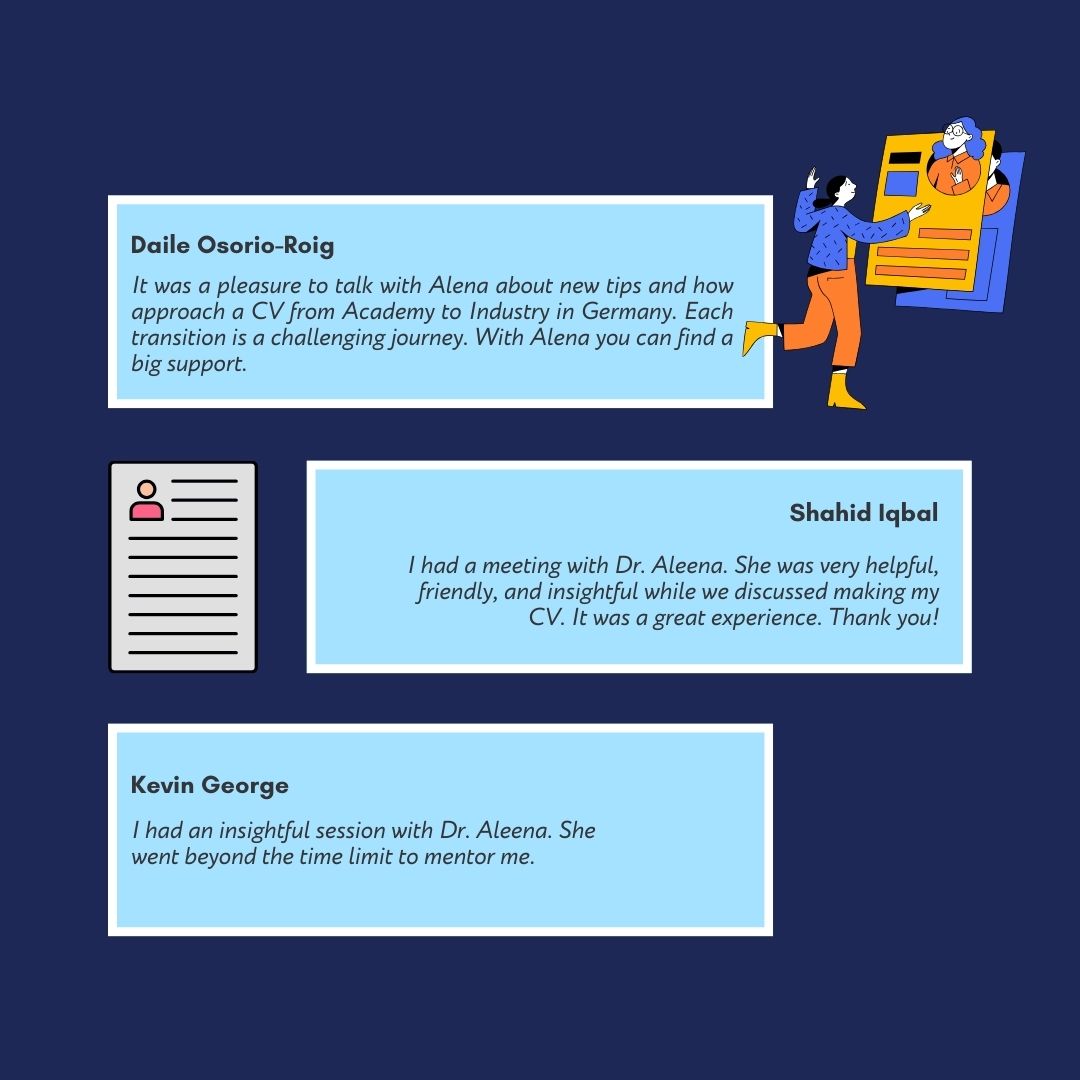 Daile Osorio-Roig
It was a pleasure to talk with Alena about new tips and how
approach a CV from Academy to Industry in Germany. Each
transition is a challenging journey. With Alena you can find a
big support.
Shahid Iqbal
I had a meeting with Dr. Aleena. She was very helpful,
friendly, and insightful while we discussed making my
CV. It was a great experience. Thank you!
Kevin George
I had an insightful session with Dr. Aleena. She
went beyond the time limit to mentor me.